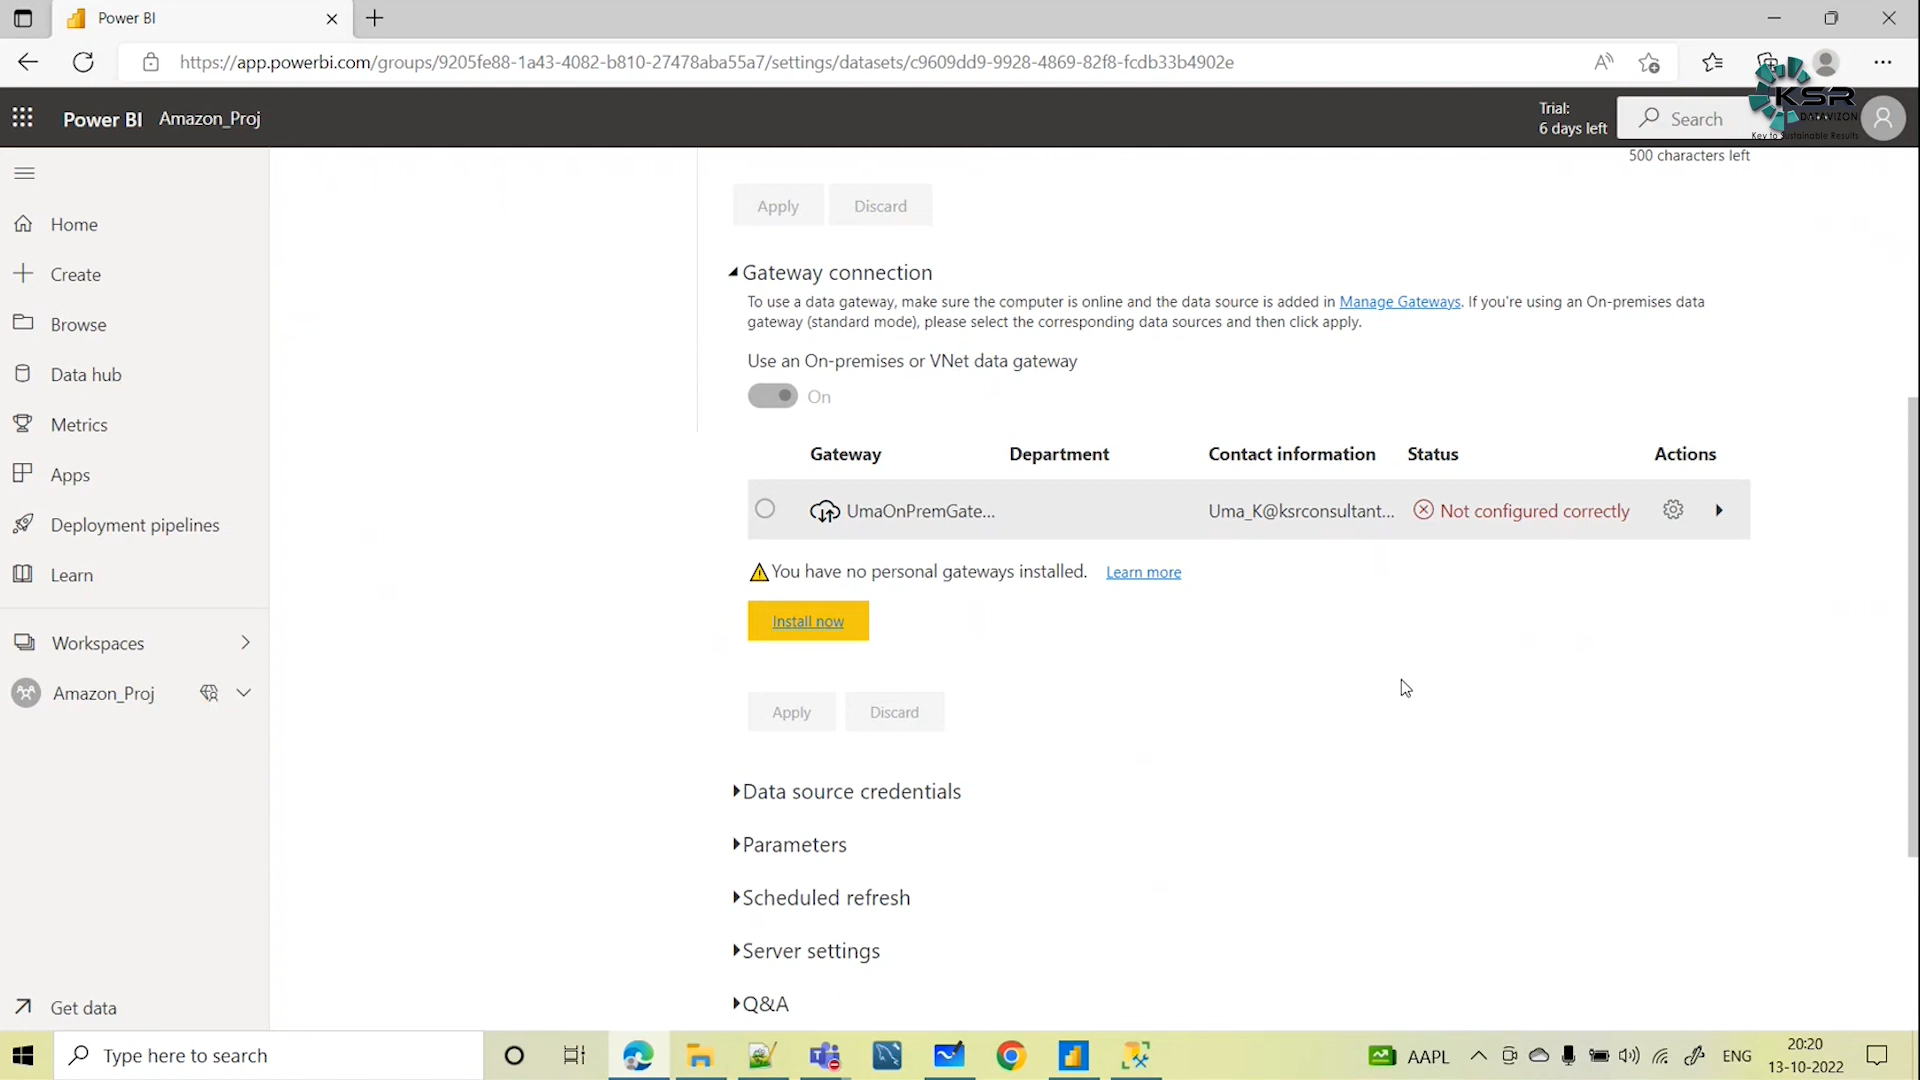 Power BI
https://app.powerbi.com/groups/9205fe88-1a43-4082-b810-27478aba55a7/settings/datasets/c9609dd9-9928-4869-82f8-fcdb33b4902e
Power BI Amazon_Proj
Trial:
6 days left
Search
KSR
DATAVIZON
Key to Sustainable Results
500 characters left
Home
Create
Browse
Data hub
Metrics
Apps
Deployment pipelines
Learn
Workspaces
Amazon_Proj
Get data
Apply Discard
Gateway connection
To use a data gateway, make sure the computer is online and the data source is added in Manage Gateways. If you're using an On-premises data
gateway (standard mode), please select the corresponding data sources and then click apply.
Use an On-premises or VNet data gateway
On
Gateway Department Contact information Status Actions
UmaOnPremGate... Uma_K@ksrconsultant... Not configured correctly
You have no personal gateways installed. Learn more
Install now
Apply Discard
Data source credentials
Parameters
Scheduled refresh
Server settings
Q&A
Type here to search
AAPL
ENG
20:20
13-10-2022